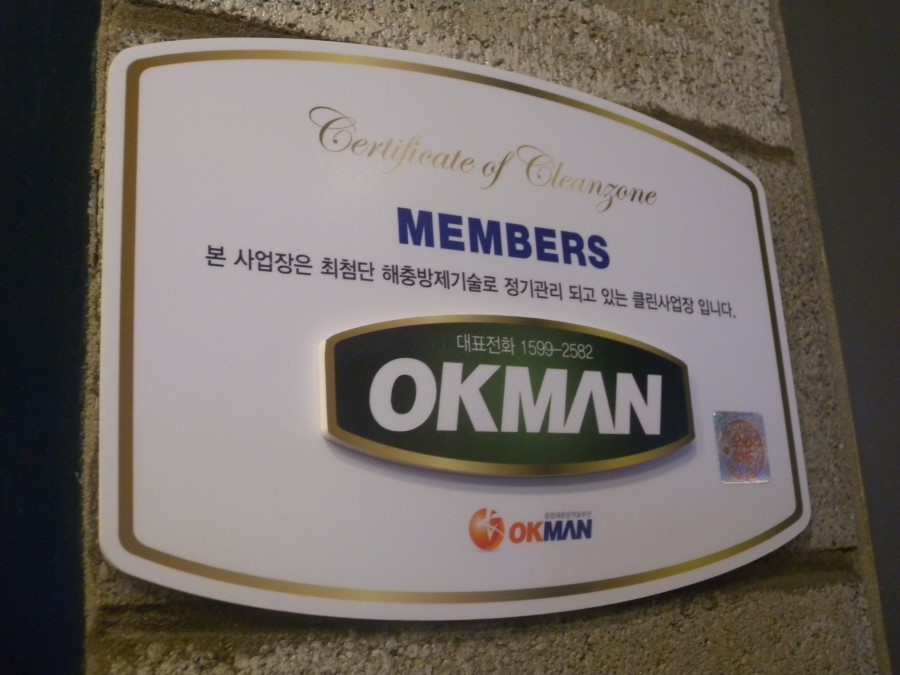 Certificate of Cleanzone
MEMBERS
본 사업장은 최첨단 해충방제기술로 정기관리 되고 있는 클린사업장 입니다.
대표전화 1599-2582
OKMAN
OKMAN